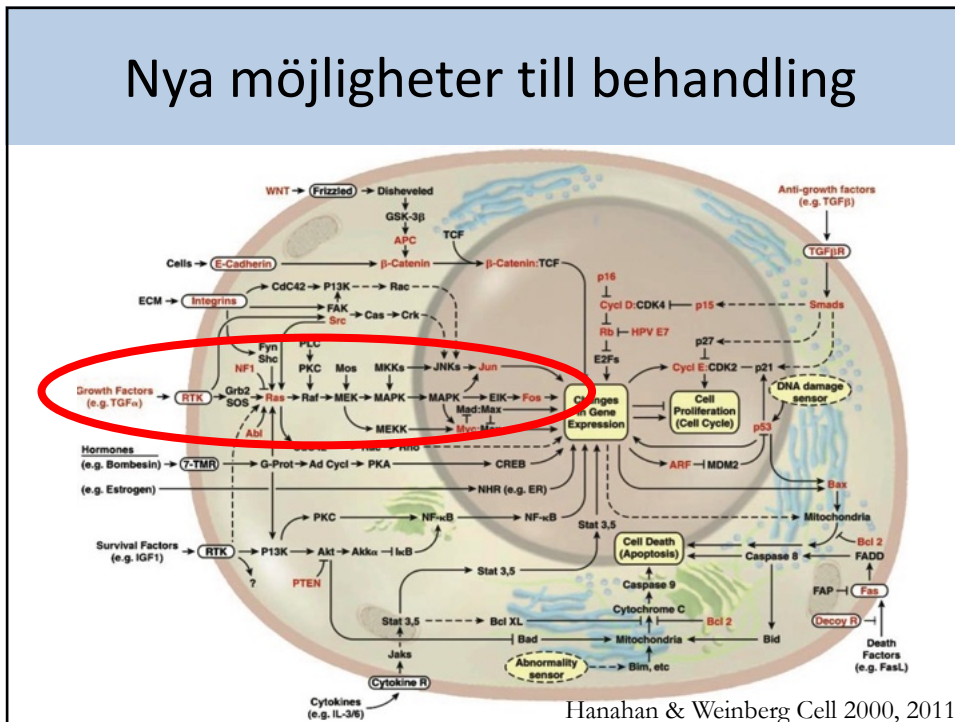 Nya möjligheter till behandling
WNT Frizzled Disheveled
GSK-3β
APC
TCF
Cells E-Cadherin β-Catenin β-Catenin:TCF
Anti-growth factors
(e.g. TGFβ)
TGFβR
CdC42 P13K Rac
ECM Integrins
FAK
Cas Crk
Src
p16
Cycl D:CDK4 p15 Smads
Rb HPV E7
E2Fs
p27
Cycl E:CDK2 p21
Fyn
Shc
PLC
NF1
PKC Mos MKKs JNKs Jun
Growth Factors
(e.g. TGFα)
RTK
Grb2
SOS
Ras Raf MEK MAPK MAPK ElK Fos
Mad:Max
Abl
MEKK Myc:
Rho
Changes
in Gene
Expression
Cell
Proliferation
(Cell Cycle)
DNA damage
sensor
p53
Hormones
(e.g. Bombesin)
7-TMR G-Prot Ad Cycl PKA CREB
ARF MDM2
(e.g. Estrogen) NHR (e.g. ER)
Bax
PKC NF-κB NF-κB
Mitochondria
Stat 3,5
Survival Factors
(e.g. IGF1)
RTK P13K Akt Akkα IκB
?
PTEN
Cell Death
(Apoptosis)
Bcl 2
Caspase 8 FADD
Stat 3,5
Caspase 9
FAP Fas
Cytochrome C
Stat 3,5 Bcl XL Bcl 2
Decoy R
Bad Mitochondria Bid
Death
Factors
(e.g. FasL)
Jaks
Abnormality
sensor
Bim, etc
Cytokine R
Cytokines
(e.g. IL-3/6)
Hanahan & Weinberg Cell 2000, 2011